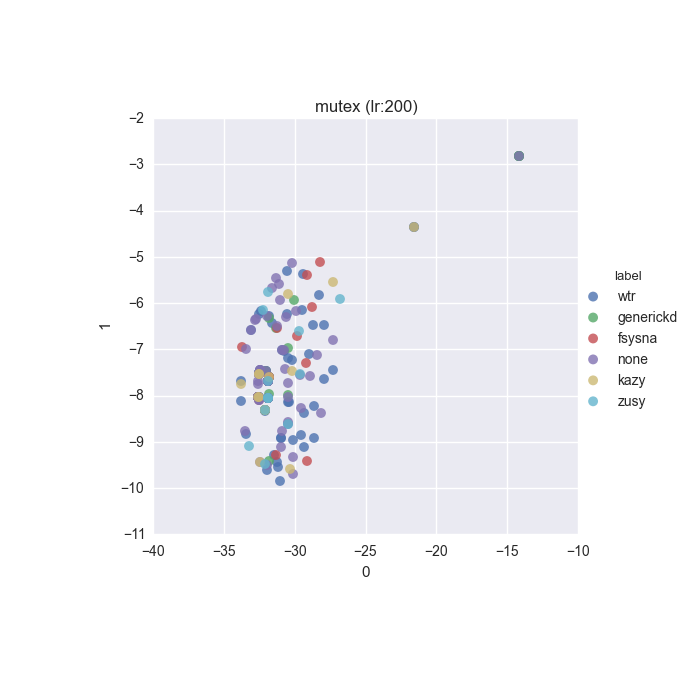 mutex (lr:200)
−2
−3
−4
−5
−6
−7
−8
−9
−10
−11
1
−40 −35 −30 −25 −20 −15 −10
0
label
wtr
generickd
fsysna
none
kazy
zusy